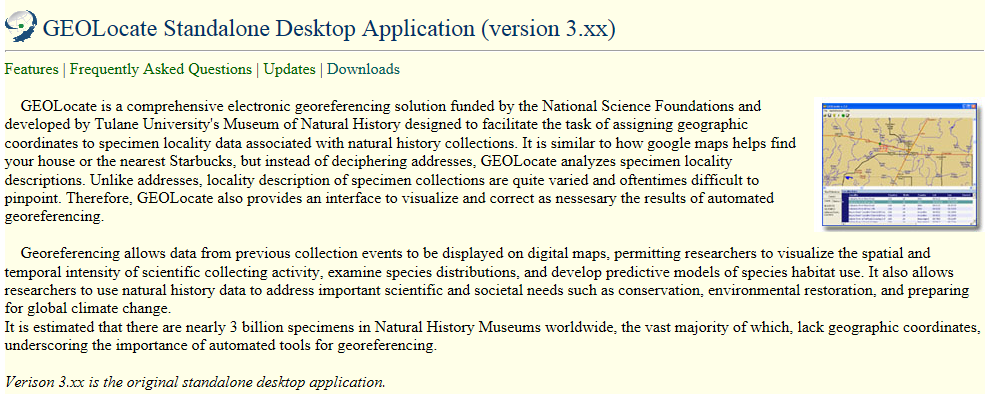 GEOLocate Standalone Desktop Application (version 3.xx)
Features | Frequently Asked Questions | Updates | Downloads
GEOLocate is a comprehensive electronic georeferencing solution funded by the National Science Foundations and
developed by Tulane University's Museum of Natural History designed to facilitate the task of assigning geographic
coordinates to specimen locality data associated with natural history collections. It is similar to how google maps helps find
your house or the nearest Starbucks, but instead of deciphering addresses, GEOLocate analyzes specimen locality
descriptions. Unlike addresses, locality description of specimen collections are quite varied and oftentimes difficult to
pinpoint. Therefore, GEOLocate also provides an interface to visualize and correct as nessesary the results of automated
georeferencing.
Georeferencing allows data from previous collection events to be displayed on digital maps, permitting researchers to visualize the spatial and
temporal intensity of scientific collecting activity, examine species distributions, and develop predictive models of species habitat use. It also allows
researchers to use natural history data to address important scientific and societal needs such as conservation, environmental restoration, and preparing
for global climate change.
It is estimated that there are nearly 3 billion specimens in Natural History Museums worldwide, the vast majority of which, lack geographic coordinates,
underscoring the importance of automated tools for georeferencing.
Verison 3.xx is the original standalone desktop application.